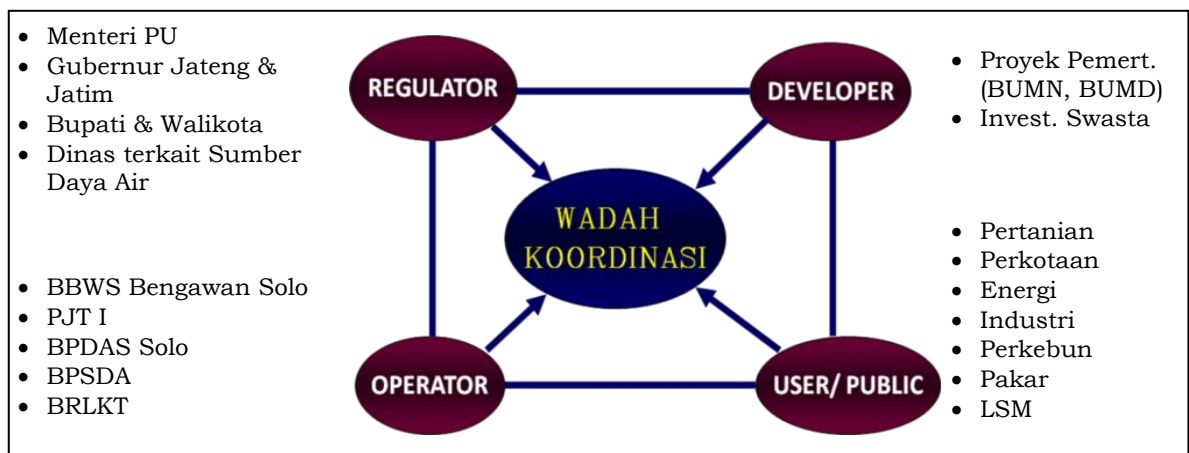 • Menteri PU
• Gubernur Jateng &
Jatim
• Bupati & Walikota
• Dinas terkait Sumber
Daya Air
REGULATOR
DEVELOPER
• Proyek Pemert.
(BUMN, BUMD)
• Invest. Swasta
WADAH
KOORDINASI
• BBWS Bengawan Solo
• PJT I
• BPDAS Solo
• BPSDA
• BRLKT
OPERATOR
USER/ PUBLIC
• Pertanian
• Perkotaan
• Energi
• Industri
• Perkebun
• Pakar
• LSM